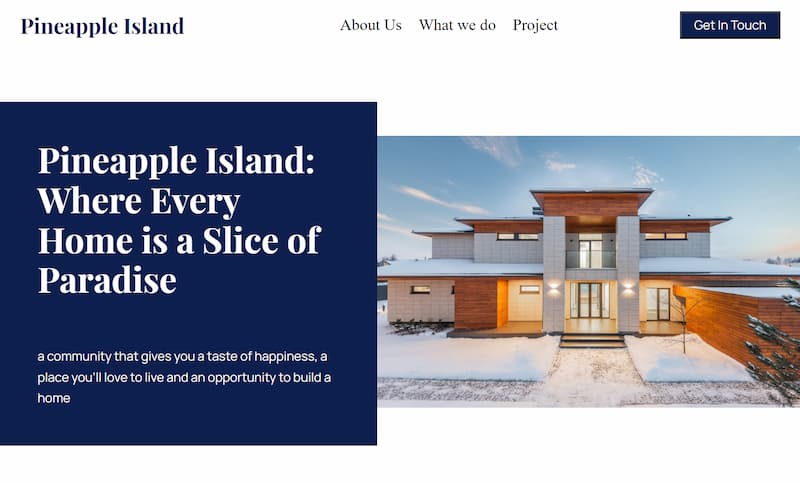 Pineapple Island
About Us What we do Project
Get In Touch
Pineapple Island:
Where Every
Home is a Slice of
Paradise
a community that gives you a taste of happiness, a
place you'll love to live and an opportunity to build a
home